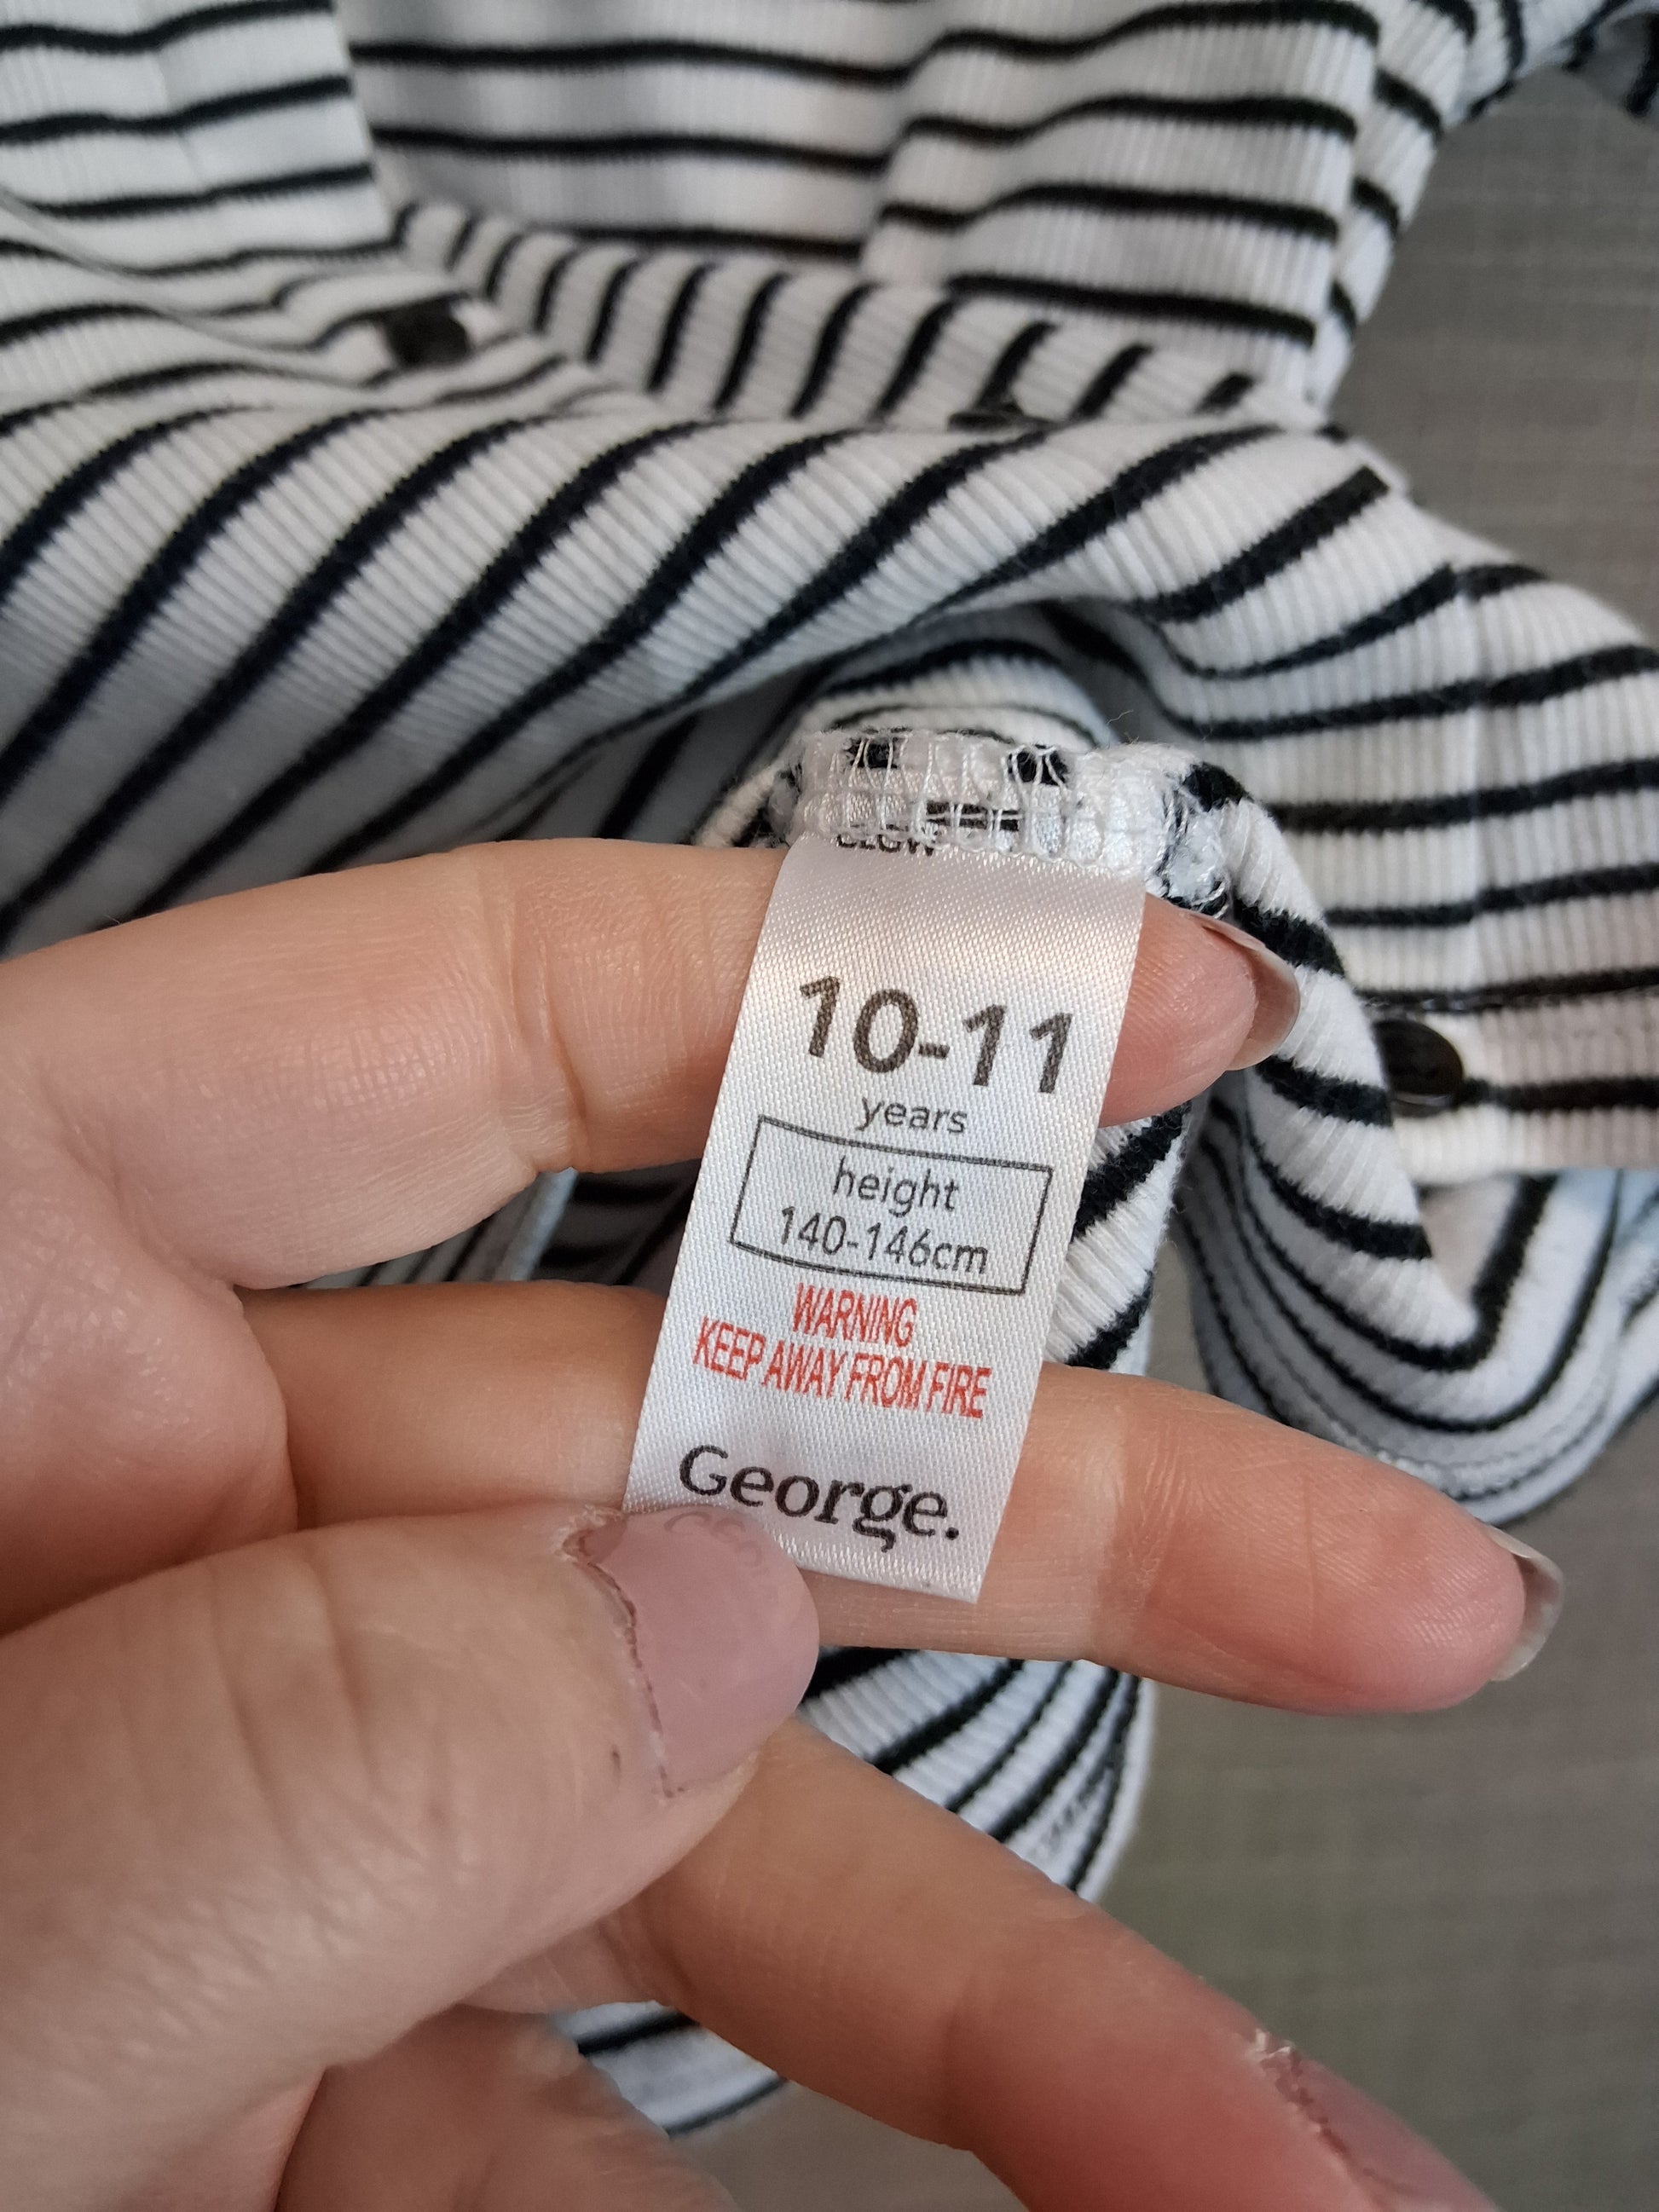 10-11
years
height
140-146cm
WARNING
KEEP AWAY FROM FIRE
George.